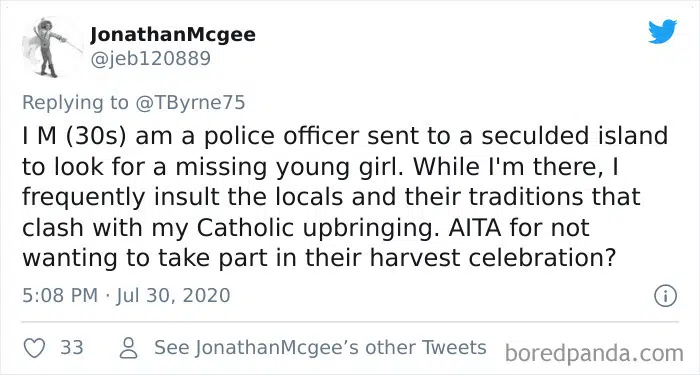 JonathanMcgee
@jeb120889
Replying to @TByrne75
I M (30s) am a police officer sent to a seculded island
to look for a missing young girl. While I'm there, I
frequently insult the locals and their traditions that
clash with my Catholic upbringing. AITA for not
wanting to take part in their harvest celebration?
5:08 PM · Jul 30, 2020
33 See JonathanMcgee’s other Tweets
boredpanda.com